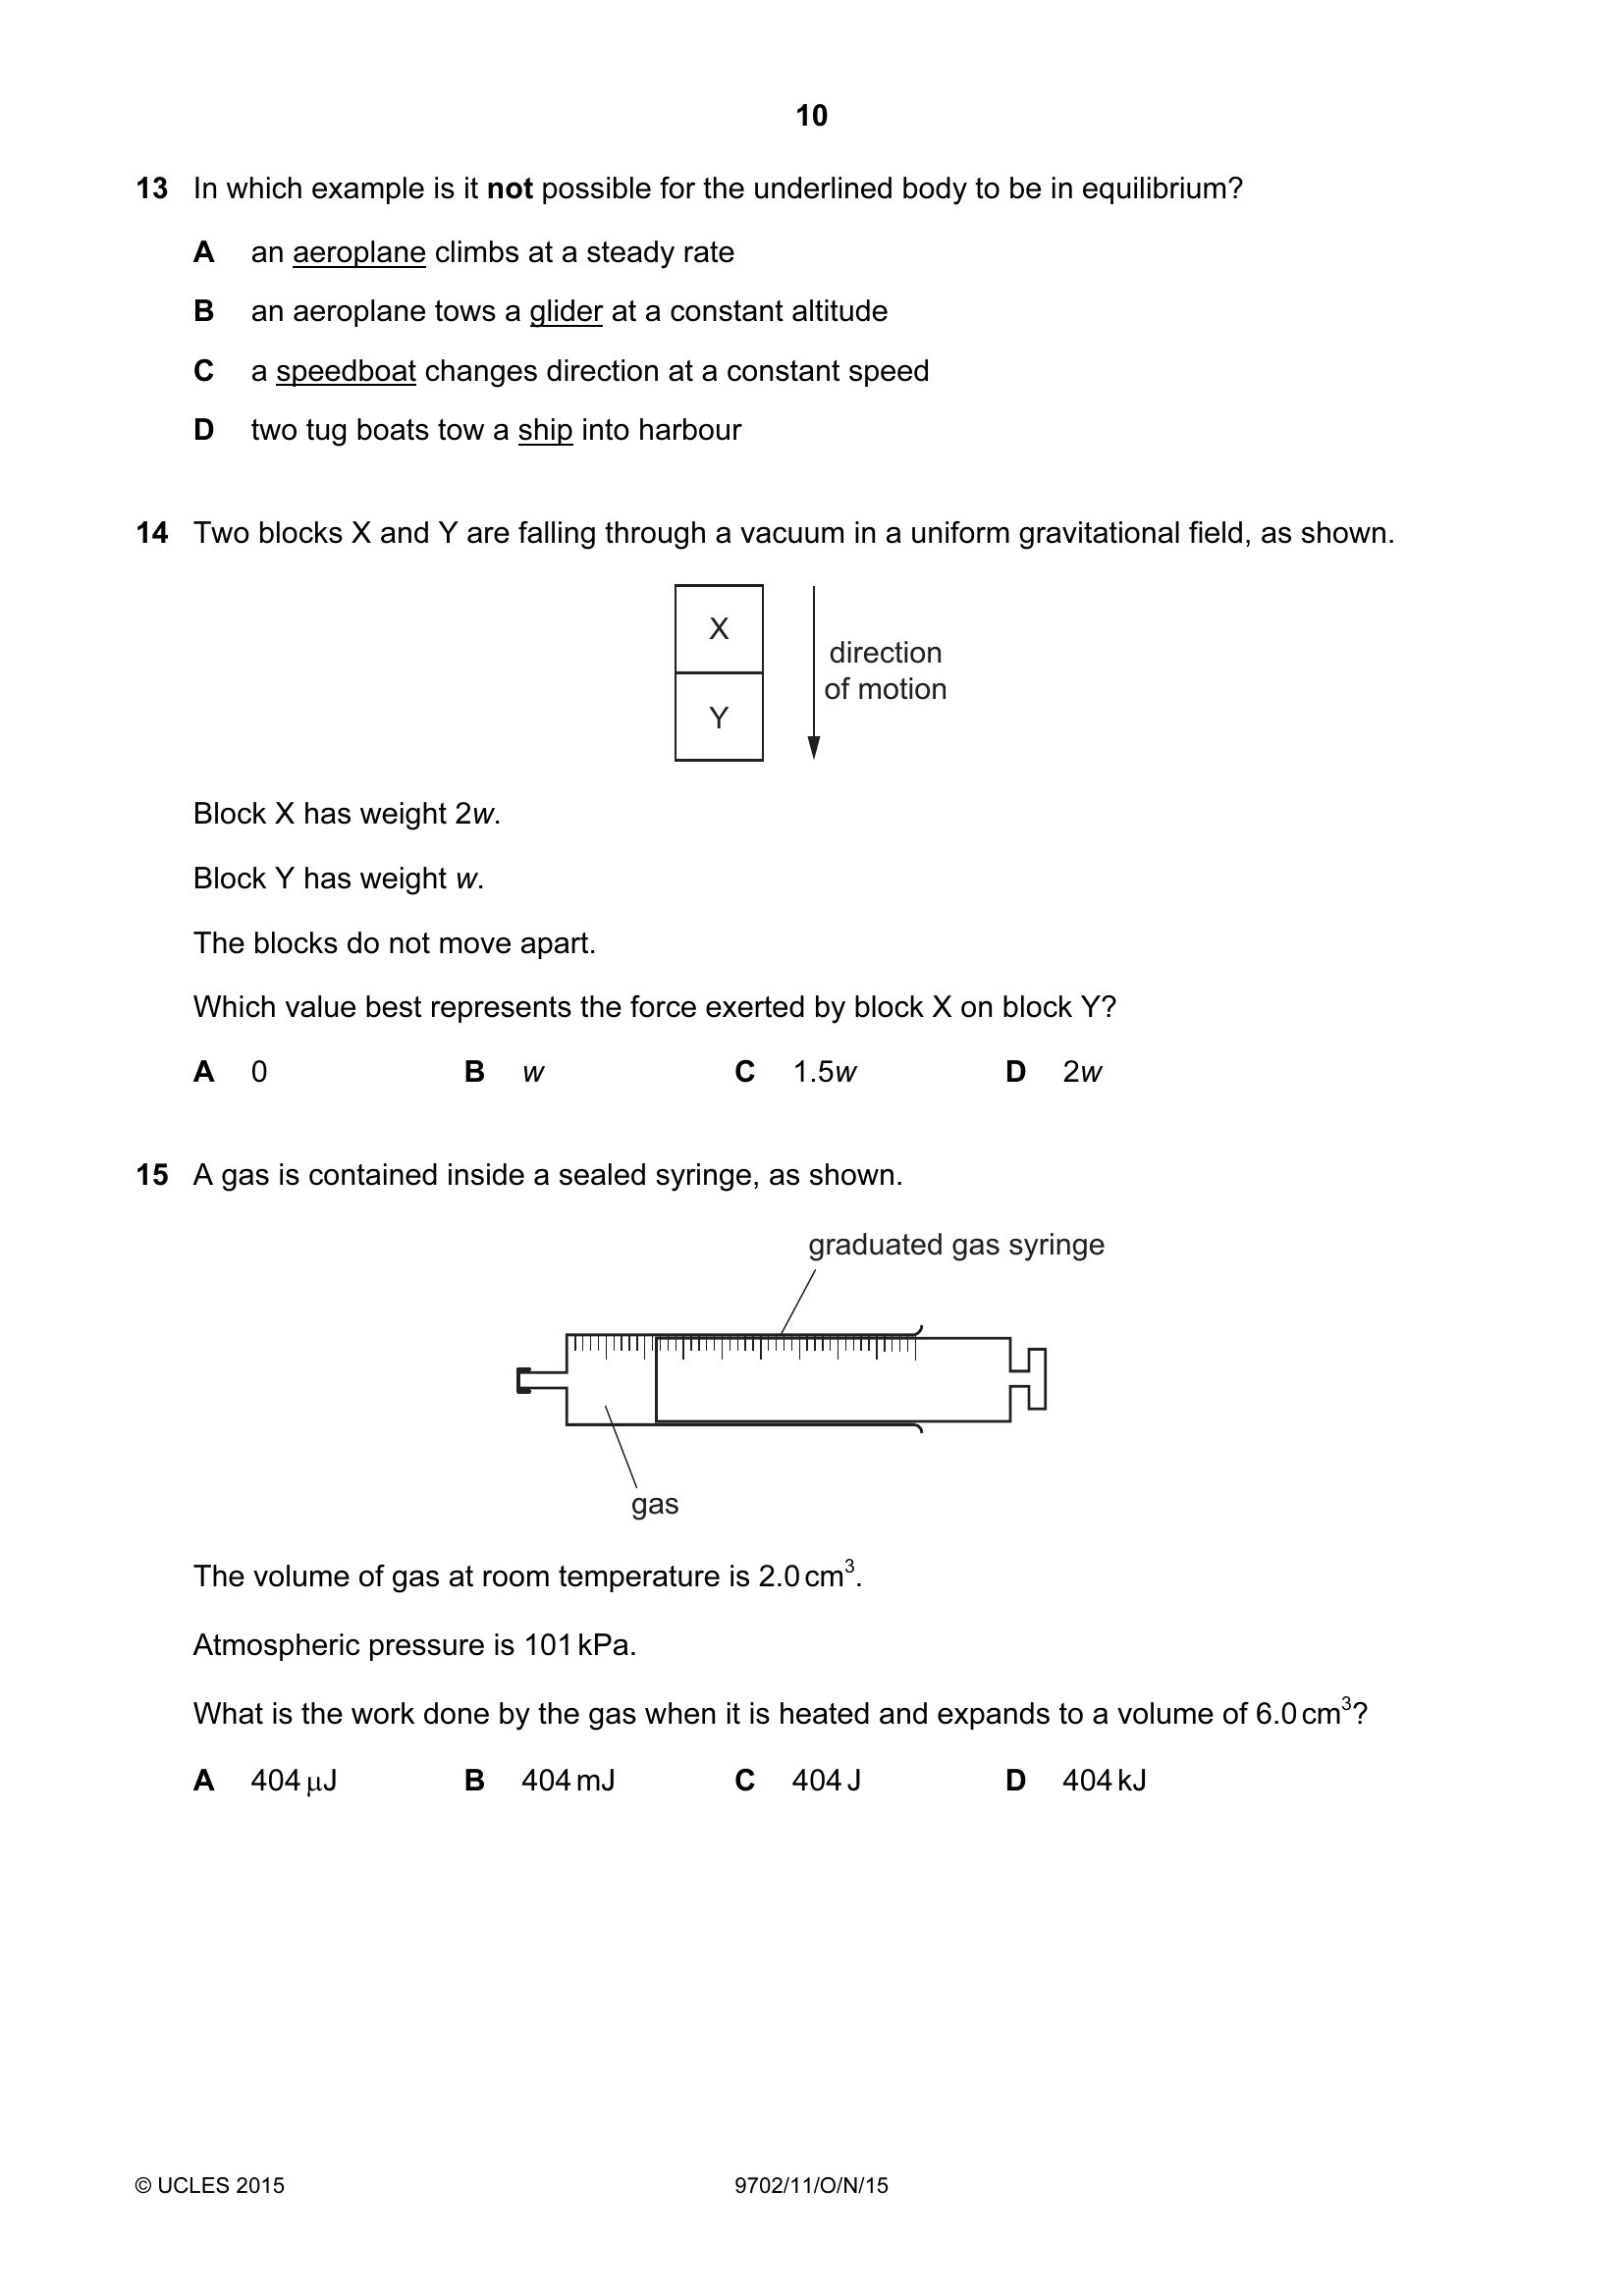 10
13 In which example is it not possible for the underlined body to be in equilibrium?
A an aeroplane climbs at a steady rate
B an aeroplane tows a glider at a constant altitude
C a speedboat changes direction at a constant speed
D two tug boats tow a ship into harbour
14 Two blocks X and Y are falling through a vacuum in a uniform gravitational field, as shown.
X
Y
direction
of motion
Block X has weight 2w.
Block Y has weight w.
The blocks do not move apart.
Which value best represents the force exerted by block X on block Y?
A 0 B w C 1.5w D 2w
15 A gas is contained inside a sealed syringe, as shown.
graduated gas syringe
gas
The volume of gas at room temperature is 2.0 cm³.
Atmospheric pressure is 101 kPa.
What is the work done by the gas when it is heated and expands to a volume of 6.0 cm³?
A 404 μJ B 404 mJ C 404 J D 404 kJ
© UCLES 2015 9702/11/O/N/15